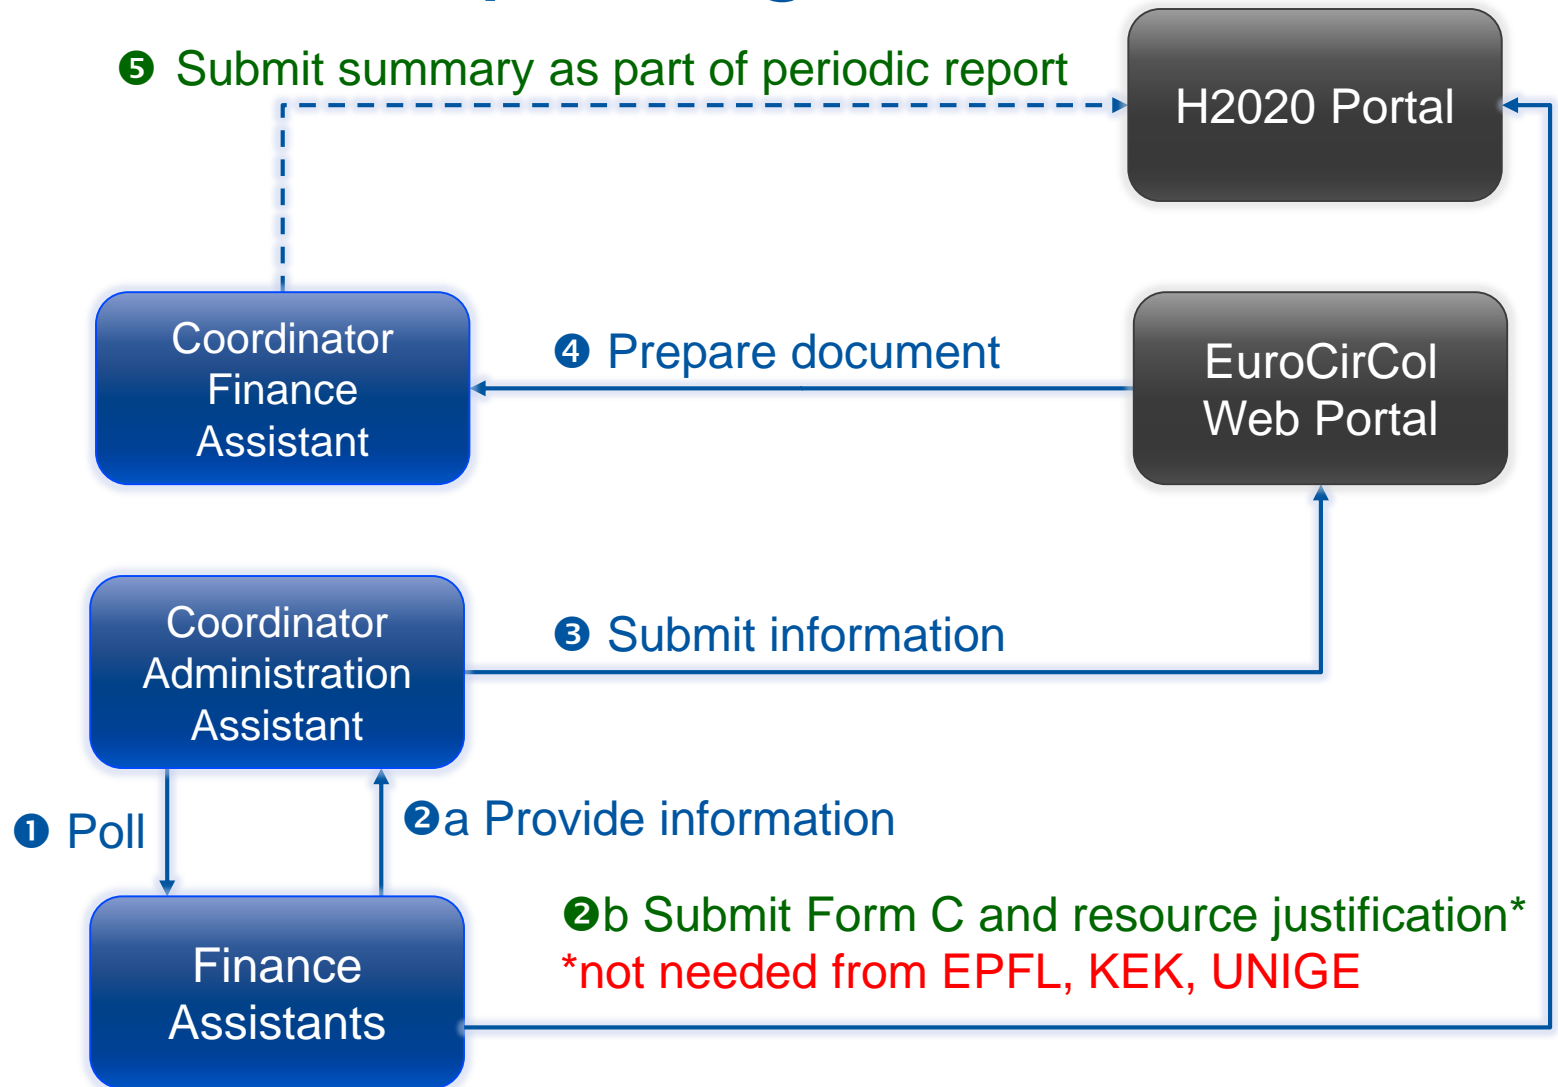 ❺ Submit summary as part of periodic report
H2020 Portal
Coordinator
Finance
Assistant
❹ Prepare document
EuroCirCol
Web Portal
Coordinator
Administration
Assistant
❸ Submit information
❶ Poll
❷a Provide information
❷b Submit Form C and resource justification*
*not needed from EPFL, KEK, UNIGE
Finance
Assistants